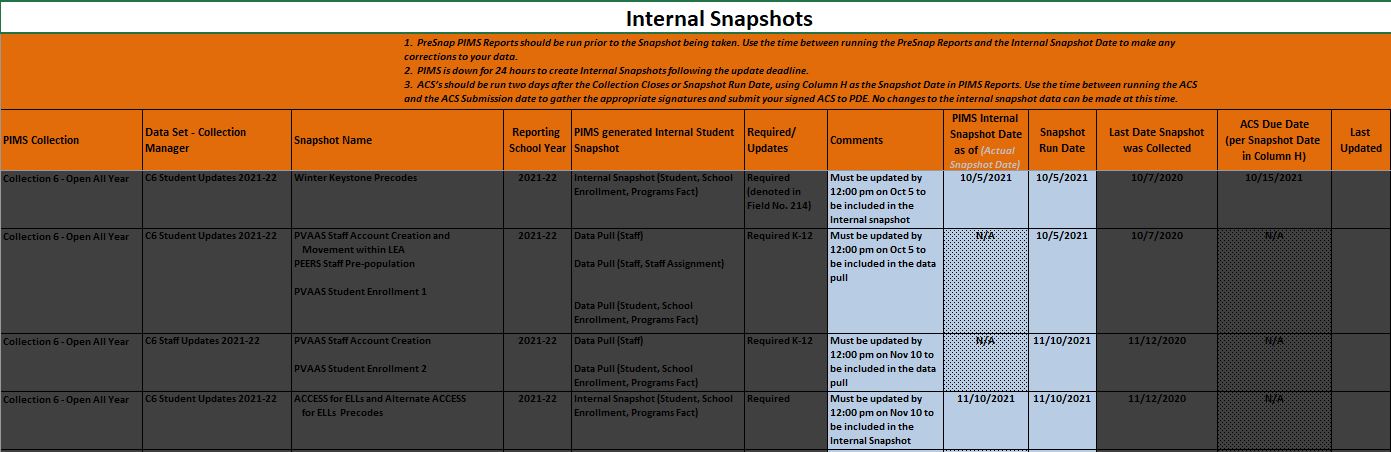 Internal Snapshots
1. PreSnap PIMS Reports should be run prior to the Snapshot being taken. Use the time between running the PreSnap Reports and the Internal Snapshot Date to make any
corrections to your data.
2. PIMS is down for 24 hours to create Internal Snapshots following the update deadline.
3. ACS's should be run two days after the Collection Closes or Snapshot Run Date, using Column H as the Snapshot Date in PIMS Reports. Use the time between running the ACS
and the ACS Submission date to gather the appropriate signatures and submit your signed ACS to PDE. No changes to the internal snapshot data can be made at this time.
PIMS Collection
Data Set - Collection
Manager
Snapshot Name
Reporting
School Year
PIMS generated Internal Student
Snapshot
Required/
Updates
Comments
PIMS Internal
Snapshot Date
as of (Actual
Snapshot Date)
Snapshot
Run Date
Last Date Snapshot
was Collected
ACS Due Date
(per Snapshot Date
in Column H)
Last
Updated
Collection 6 - Open All Year
C6 Student Updates 2021-22
Winter Keystone Precodes
2021-22
Internal Snapshot (Student, School
Enrollment, Programs Fact)
Required
(denoted in
Field No. 214)
Must be updated by
12:00 pm on Oct 5 to
be included in the
Internal snapshot
10/5/2021
10/5/2021
10/7/2020
10/15/2021
Collection 6 - Open All Year
C6 Student Updates 2021-22
PVAAS Staff Account Creation and
Movement within LEA
PEERS Staff Pre-population
PVAAS Student Enrollment 1
2021-22
Data Pull (Staff)
Data Pull (Staff, Staff Assignment)
Data Pull (Student, School
Enrollment, Programs Fact)
Required K-12
Must be updated by
12:00 pm on Oct 5 to
be included in the data
pull
N/A
10/5/2021
10/7/2020
N/A
Collection 6 - Open All Year
C6 Staff Updates 2021-22
PVAAS Staff Account Creation
PVAAS Student Enrollment 2
2021-22
Data Pull (Staff)
Data Pull (Student, School
Enrollment, Programs Fact)
Required K-12
Must be updated by
12:00 pm on Nov 10 to
be included in the data
pull
N/A
11/10/2021
11/12/2020
N/A
Collection 6 - Open All Year
C6 Student Updates 2021-22
ACCESS for ELLs and Alternate ACCESS
for ELLs Precodes
2021-22
Internal Snapshot (Student, School
Enrollment, Programs Fact)
Required
Must be updated by
12:00 pm on Nov 10 to
be included in the
Internal Snapshot
11/10/2021
11/10/2021
11/12/2020
N/A